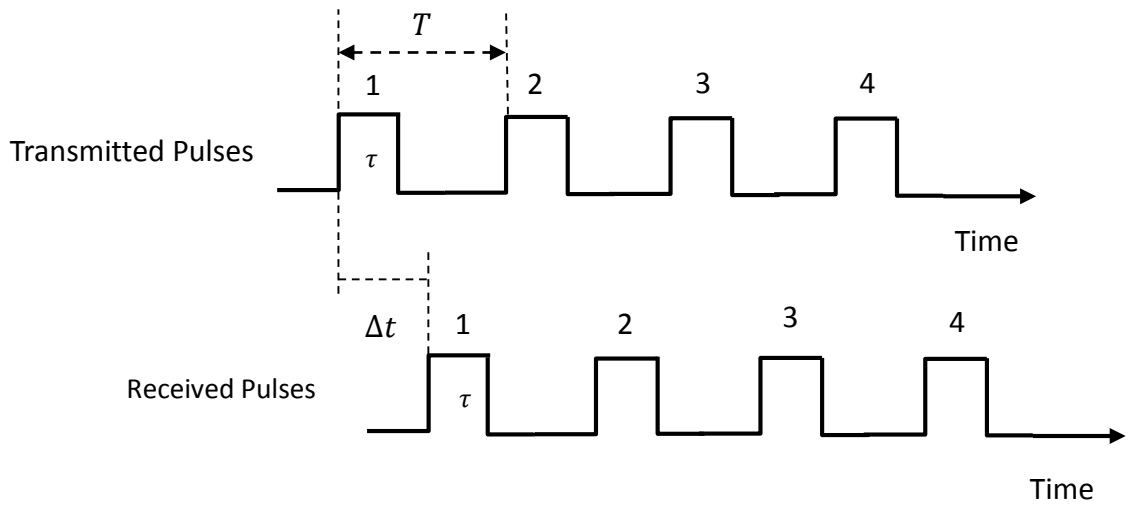 T
1 2 3 4
Transmitted Pulses
τ
Time
Δt
1 2 3 4
Received Pulses
τ
Time